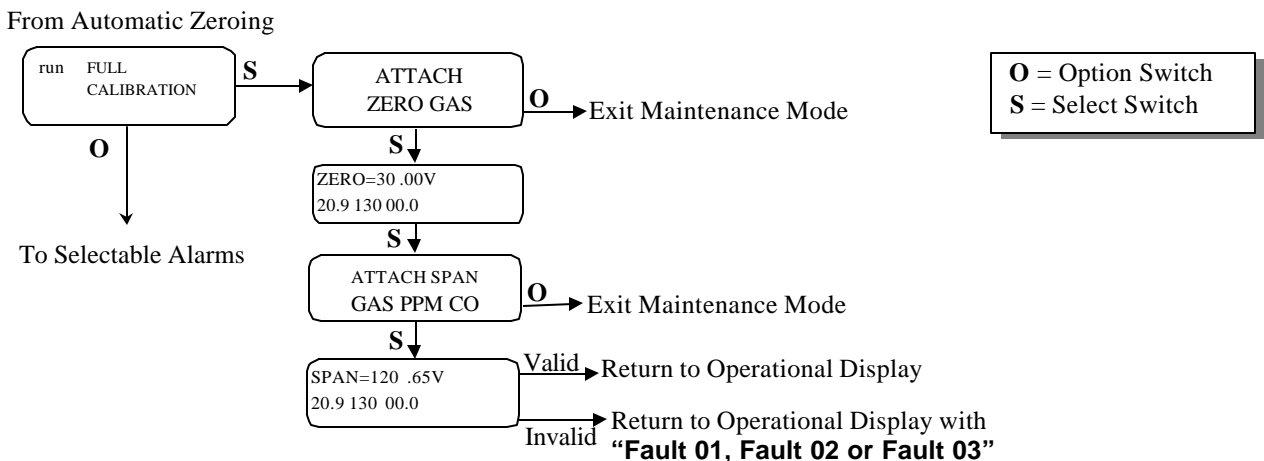 From Automatic Zeroing
run FULL
CALIBRATION
S
ATTACH
ZERO GAS
O
Exit Maintenance Mode
O = Option Switch
S = Select Switch
O
To Selectable Alarms
S
ZERO=30 .00V
20.9 130 00.0
S
ATTACH SPAN
GAS PPM CO
O
Exit Maintenance Mode
S
SPAN=120 .65V
20.9 130 00.0
Valid
Return to Operational Display
Invalid
Return to Operational Display with
“Fault 01, Fault 02 or Fault 03”